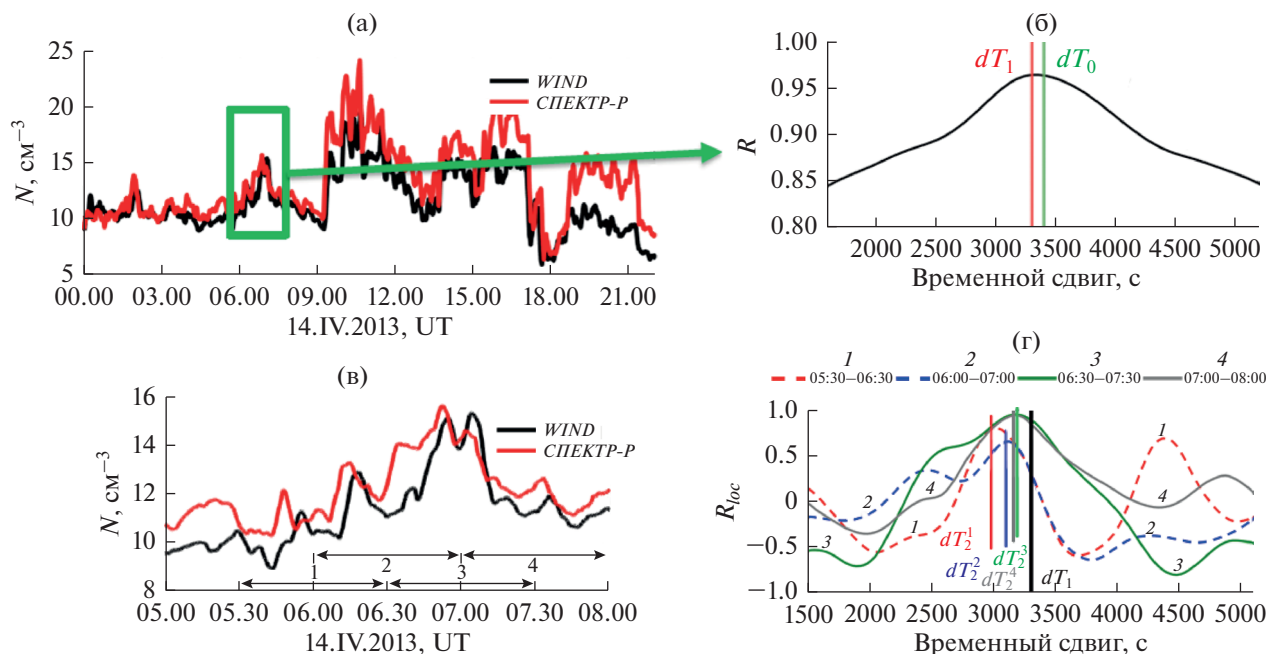 (а)
N, см⁻³
25
20
15
10
5
WIND
СПЕКТР-Р
00.00 03.00 06.00 09.00 12.00 15.00 18.00 21.00
14.IV.2013, UT
(б)
R
1.00
0.95
0.90
0.85
0.80
dT₁ dT₀
2000 2500 3000 3500 4000 4500 5000
Временной сдвиг, с
(в)
N, см⁻³
16
14
12
10
8
WIND
СПЕКТР-Р
1 2 3 4
05.00 05.30 06.00 06.30 07.00 07.30 08.00
14.IV.2013, UT
(г)
1 2 3 4
05:30–06:30 06:00–07:00 06:30–07:30 07:00–08:00
R_loc
1.0
0.5
0
−0.5
−1.0
1
2
4
1
3
1
4
2
3
dT₂¹
dT₂²
dT₂⁴
dT₂³
dT₁
1500 2000 2500 3000 3500 4000 4500 5000
Временный сдвиг, с